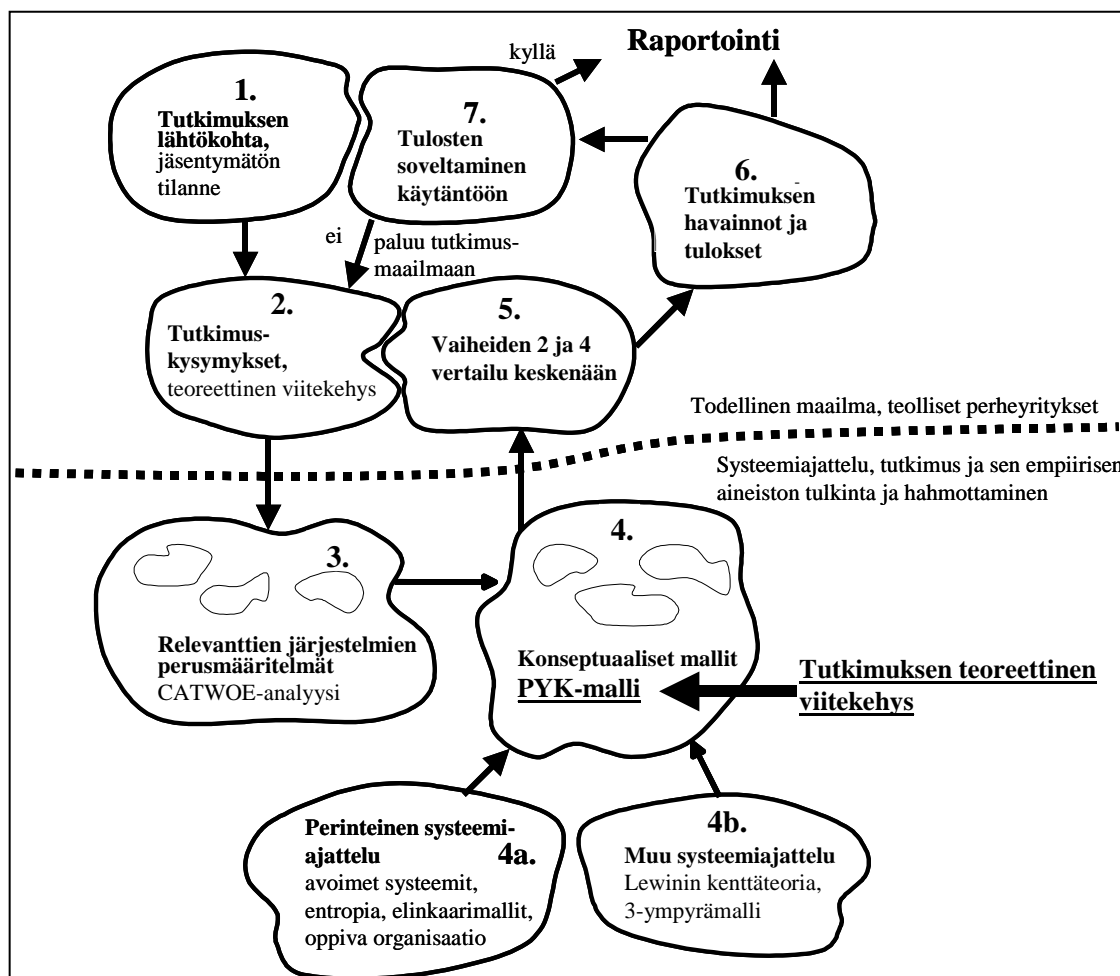 kyllä
Raportointi
1.
Tutkimuksen
lähtökohta,
jäsentymätön
tilanne
7.
Tulosten
soveltaminen
käytäntöön
6.
Tutkimuksen
havainnot ja
tulokset
ei
paluu tutkimus-
maailmaan
2.
Tutkimus-
kysymykset,
teoreettinen viitekehys
5.
Vaiheiden 2 ja 4
vertailu keskenään
Todellinen maailma, teolliset perheyritykset
Systeemiajattelu, tutkimus ja sen empiirisen
aineiston tulkinta ja hahmottaminen
3.
Relevanttien järjestelmien
perusmääritelmät
CATWOE-analyysi
4.
Konseptuaaliset mallit
PYK-malli
Tutkimuksen teoreettinen
viitekehys
Perinteinen systeemi-
ajattelu
4a.
avoimet systeemit,
entropia, elinkaarimallit,
oppiva organisaatio
4b.
Muu systeemiajattelu
Lewinin kenttäteoria,
3-ympyrämalli